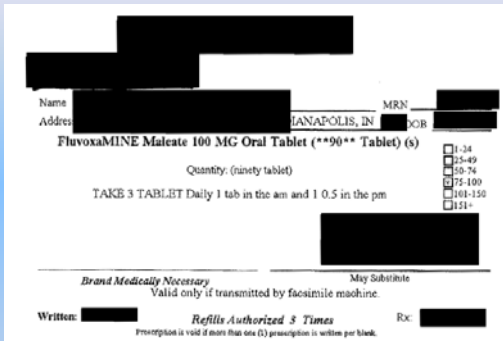 Name MRN
Addres IANAPOLIS, IN DOB
FluvoxaMINE Maleate 100 MG Oral Tablet (**90** Tablet) (s)
Quantity: (ninety tablet)
TAKE 3 TABLET Daily 1 tab in the am and 1 0.5 in the pm
1-24
25-49
50-74
75-100
101-150
151+
Brand Medically Necessary May Substitute
Valid only if transmitted by facsimile machine.
Written: Refills Authorized 3 Times Rx:
Prescription is void if more than one (1) prescription is written per blank.